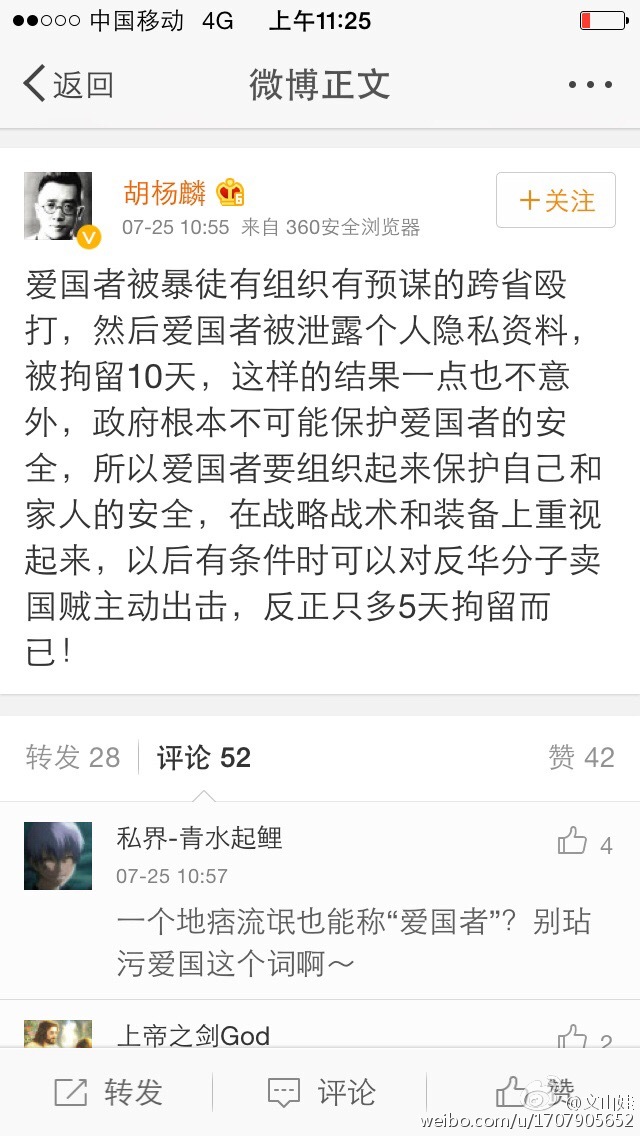 中国移动 4G 上午11:25
返回 微博正文
胡杨麟
+关注
07-25 10:55 来自 360安全浏览器
爱国者被暴徒有组织有预谋的跨省殴
打，然后爱国者被泄露个人隐私资料，
被拘留10天，这样的结果一点也不意
外，政府根本不可能保护爱国者的安
全，所以爱国者要组织起来保护自己和
家人的安全，在战略战术和装备上重视
起来，以后有条件时可以对反华分子卖
国贼主动出击，反正只多5天拘留而
已！
转发 28 评论 52 赞 42
私界-青水起鲤 4
07-25 10:57
一个地痞流氓也能称“爱国者”？别玷
污爱国这个词啊～
上帝之剑God 2
转发 评论 赞
@文山娃
weibo.com/u/1707905652